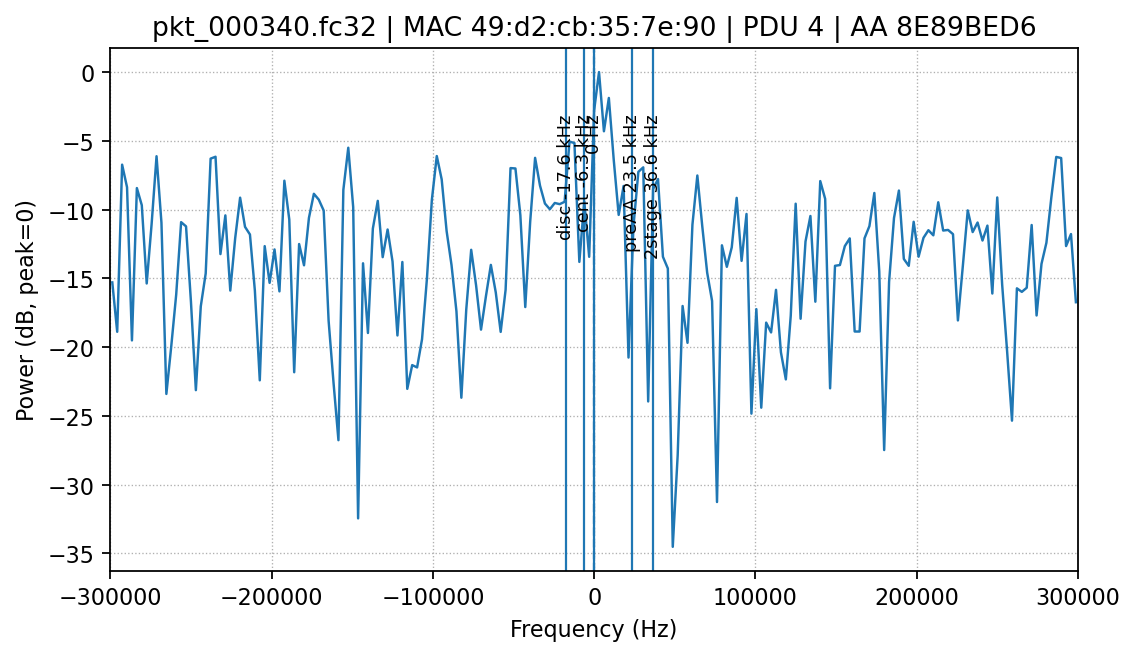 pkt_000340.fc32 | MAC 49:d2:cb:35:7e:90 | PDU 4 | AA 8E89BED6
Power (dB, peak=0)
0
−5
−10
−15
−20
−25
−30
−35
disc -17.6 kHz
cent -6.3 kHz
0 Hz
preAA 23.5 kHz
2stage 36.6 kHz
−300000 −200000 −100000 0 100000 200000 300000
Frequency (Hz)